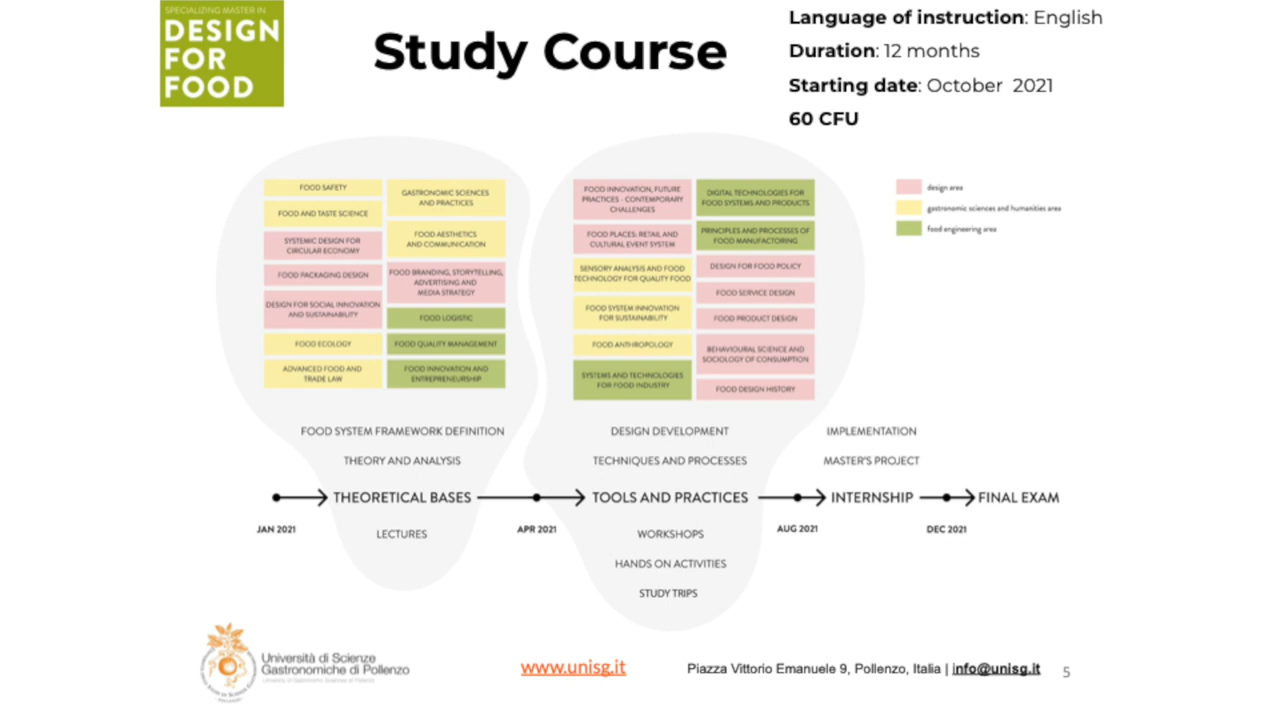 SPECIALIZING MASTER IN
DESIGN
FOR
FOOD
Study Course
Language of instruction: English
Duration: 12 months
Starting date: October 2021
60 CFU
FOOD SAFETY
FOOD AND TASTE SCIENCE
SYSTEMIC DESIGN FOR
CIRCULAR ECONOMY
FOOD PACKAGING DESIGN
DESIGN FOR SOCIAL INNOVATION
AND SUSTAINABILITY
FOOD ECOLOGY
ADVANCED FOOD AND
TRADE LAW
GASTRONOMIC SCIENCES
AND PRACTICES
FOOD AESTHETICS
AND COMMUNICATION
FOOD BRANDING, STORYTELLING,
ADVERTISING AND
MEDIA STRATEGY
FOOD LOGISTIC
FOOD QUALITY MANAGEMENT
FOOD INNOVATION AND
ENTREPRENEURSHIP
FOOD INNOVATION, FUTURE
PRACTICES - CONTEMPORARY
CHALLENGES
FOOD PLACES: RETAIL AND
CULTURAL EVENT SYSTEM
SENSORY ANALYSIS AND FOOD
TECHNOLOGY FOR QUALITY FOOD
FOOD SYSTEM INNOVATION
FOR SUSTAINABILITY
FOOD ANTHROPOLOGY
SYSTEMS AND TECHNOLOGIES
FOR FOOD INDUSTRY
DIGITAL TECHNOLOGIES FOR
FOOD SYSTEMS AND PRODUCTS
PRINCIPLES AND PROCESSES OF
FOOD MANUFACTORING
DESIGN FOR FOOD POLICY
FOOD SERVICE DESIGN
FOOD PRODUCT DESIGN
BEHAVIOURAL SCIENCE AND
SOCIOLOGY OF CONSUMPTION
FOOD DESIGN HISTORY
design area
gastronomic sciences and humanities area
food engineering area
FOOD SYSTEM FRAMEWORK DEFINITION
THEORY AND ANALYSIS
DESIGN DEVELOPMENT
TECHNIQUES AND PROCESSES
IMPLEMENTATION
MASTER'S PROJECT
THEORETICAL BASES
TOOLS AND PRACTICES
INTERNSHIP
FINAL EXAM
JAN 2021
APR 2021
AUG 2021
DEC 2021
LECTURES
WORKSHOPS
HANDS ON ACTIVITIES
STUDY TRIPS
Università di Scienze
Gastronomiche di Pollenzo
University of Gastronomic Sciences of Pollenzo
www.unisg.it
Piazza Vittorio Emanuele 9, Pollenzo, Italia | info@unisg.it
5